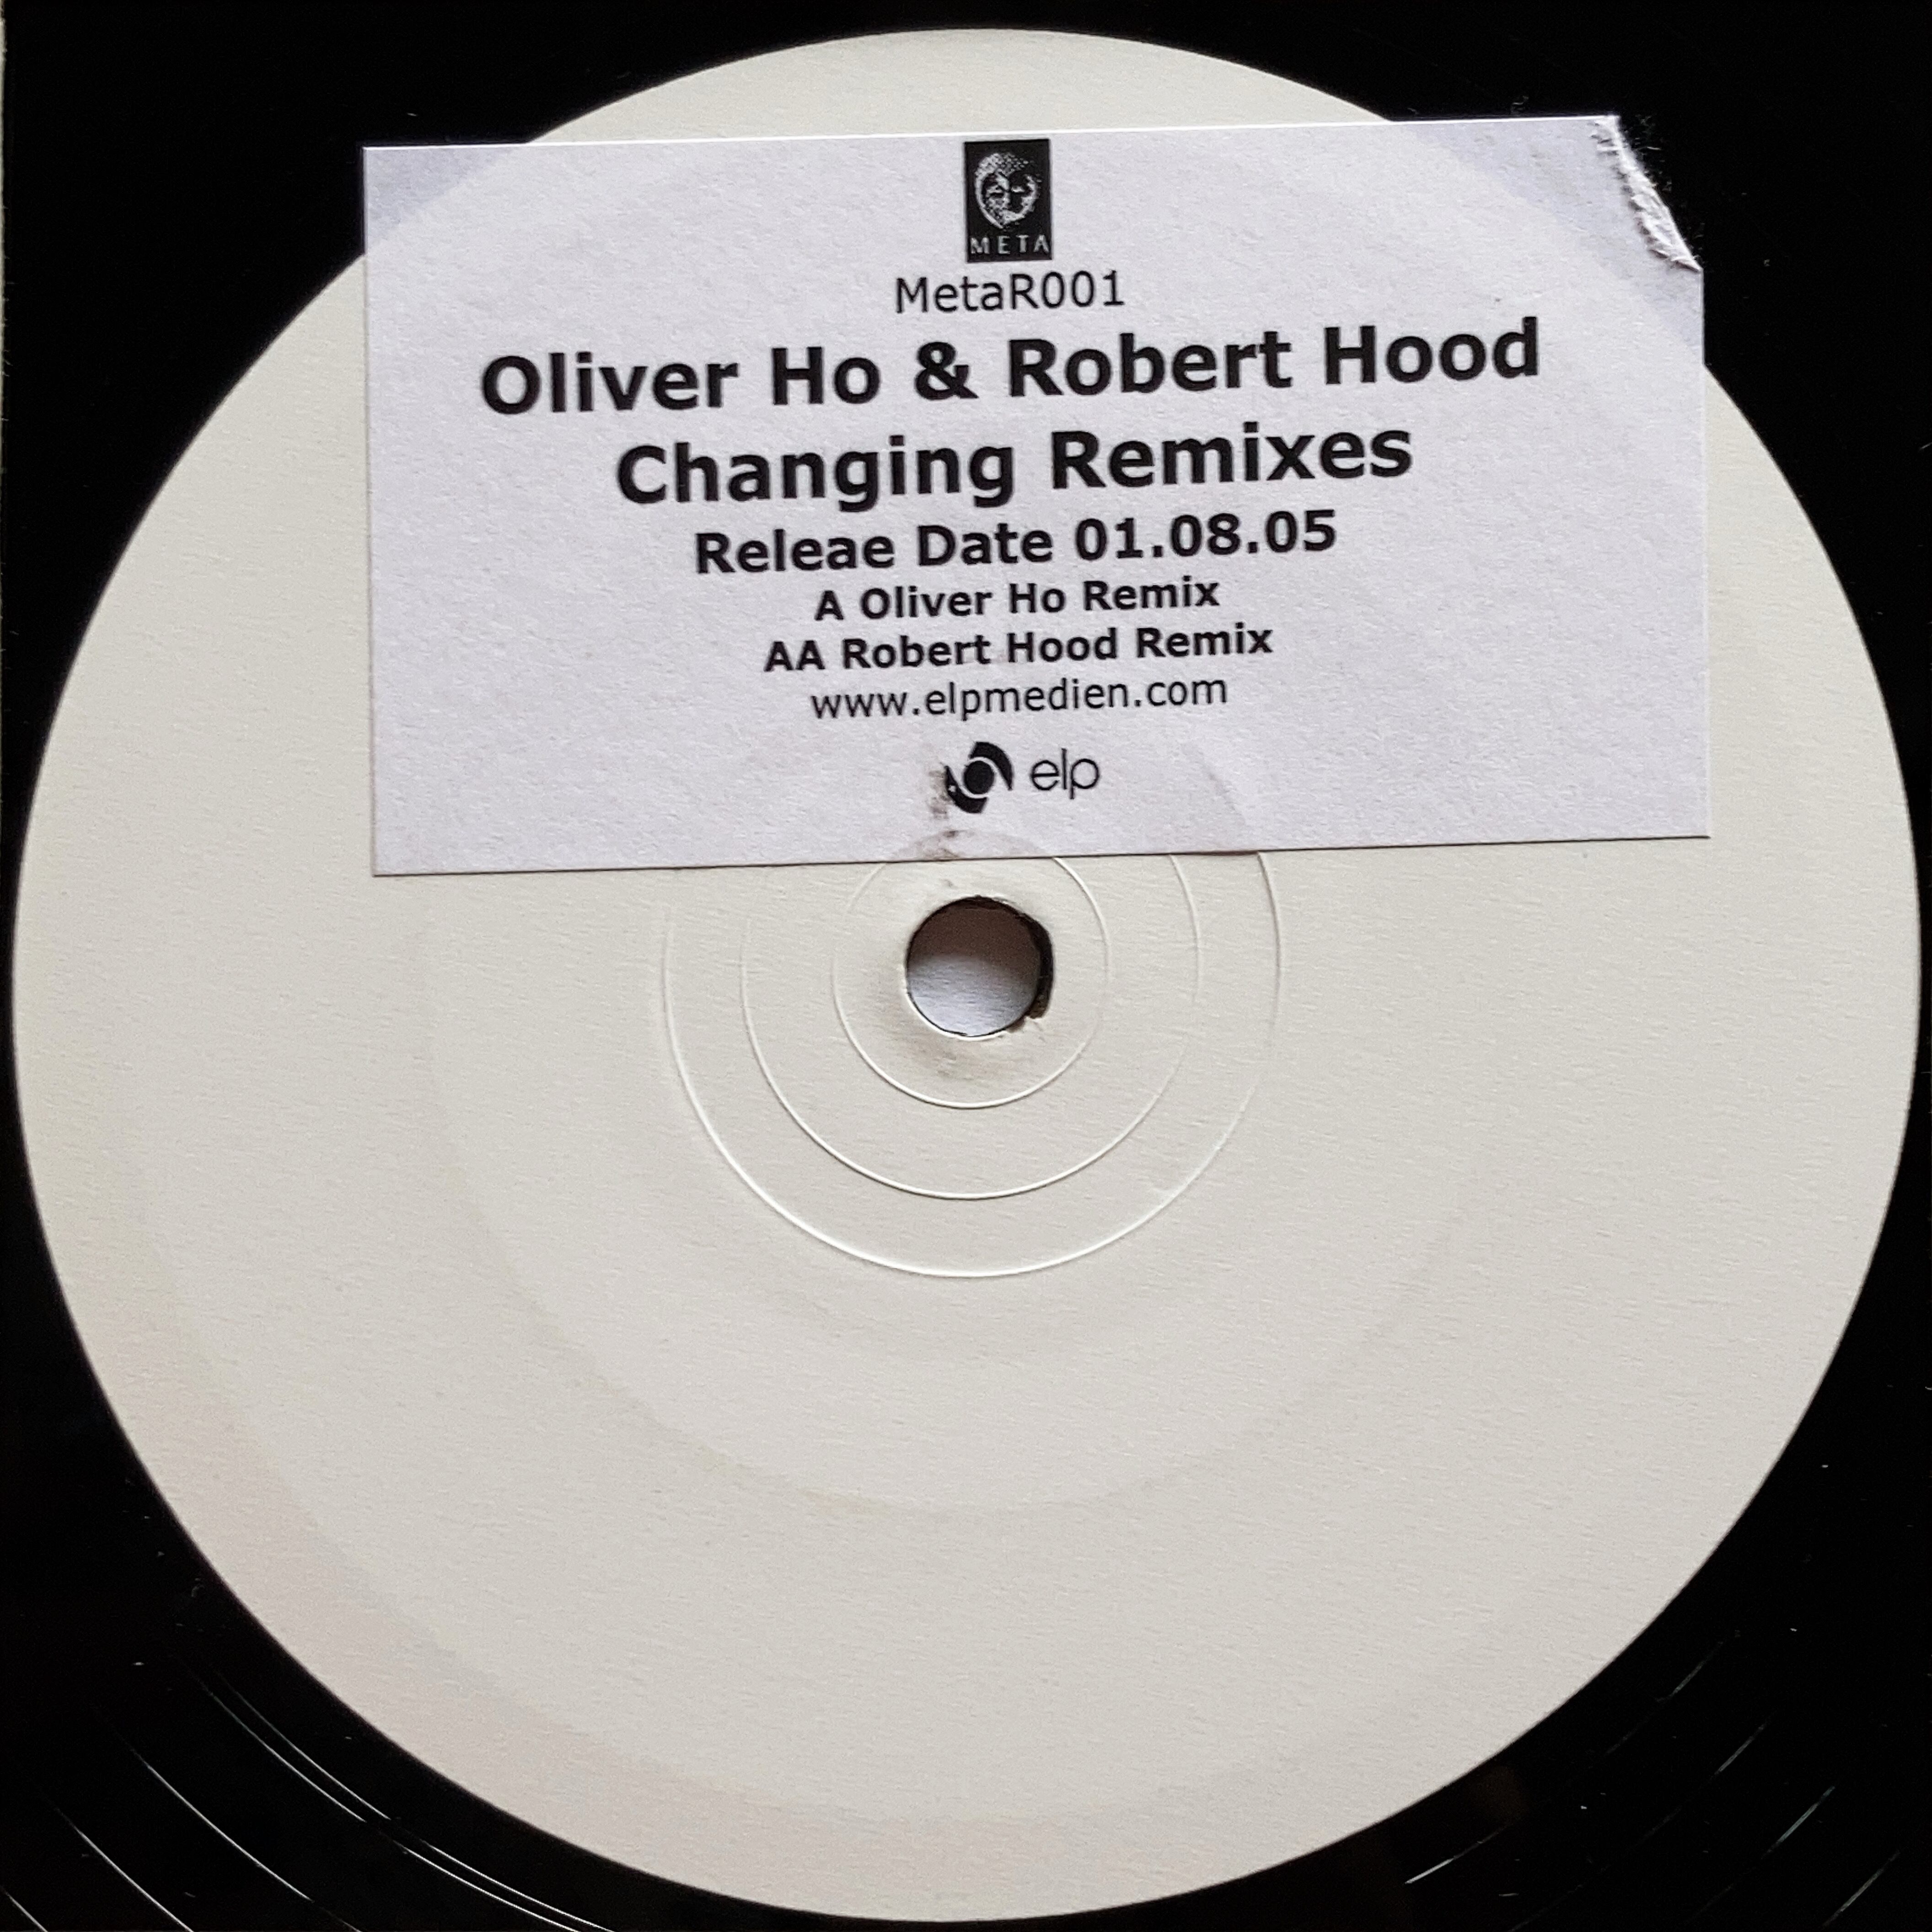 META
MetaR001
Oliver Ho & Robert Hood
Changing Remixes
Releae Date 01.08.05
A Oliver Ho Remix
AA Robert Hood Remix
www.elpmedien.com
elp